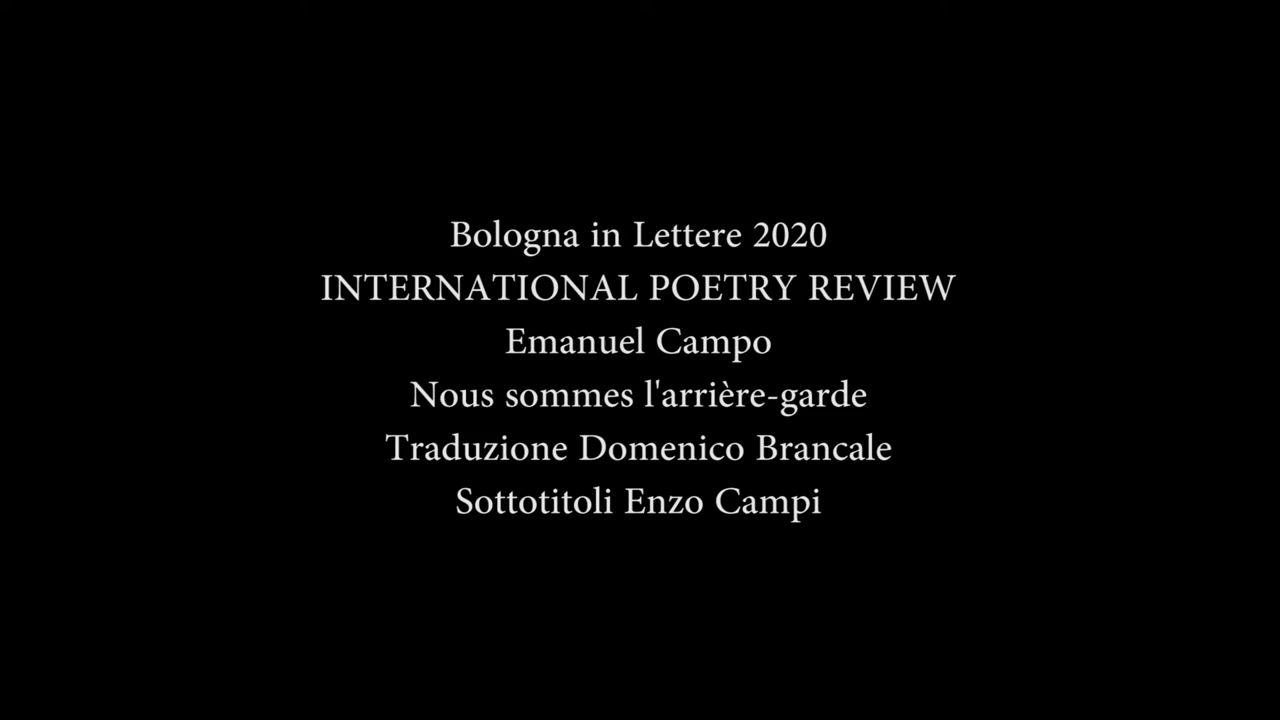 Bologna in Lettere 2020
INTERNATIONAL POETRY REVIEW
Emanuel Campo
Nous sommes l'arrière-garde
Traduzione Domenico Brancale
Sottotitoli Enzo Campi